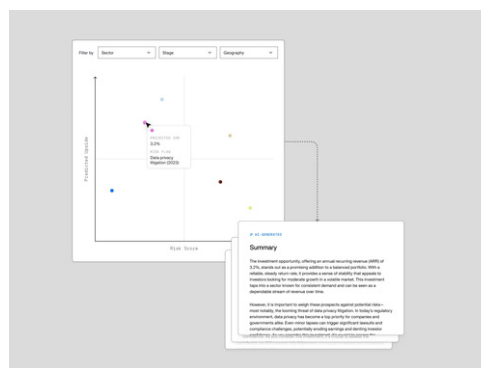 Filter by
Sector
Stage
Geography
PROJECTED ARR
3.2%
RISK FLAG
Data privacy
litigation (2023)
Predicted Upside
Risk Score
AI-GENERATED
Summary
The investment opportunity, offering an annual recurring revenue (ARR) of
3.2%, stands out as a promising addition to a balanced portfolio. With a
reliable, steady return rate, it provides a sense of stability that appeals to
investors looking for moderate growth in a volatile market. This investment
taps into a sector known for consistent demand and can be seen as a
dependable stream of revenue over time.
However, it is important to weigh these prospects against potential risks—
most notably, the looming threat of data privacy litigation. In today's regulatory
environment, data privacy has become a top priority for companies and
governments alike. Even minor lapses can trigger significant lawsuits and
compliance challenges, potentially eroding earnings and denting investor